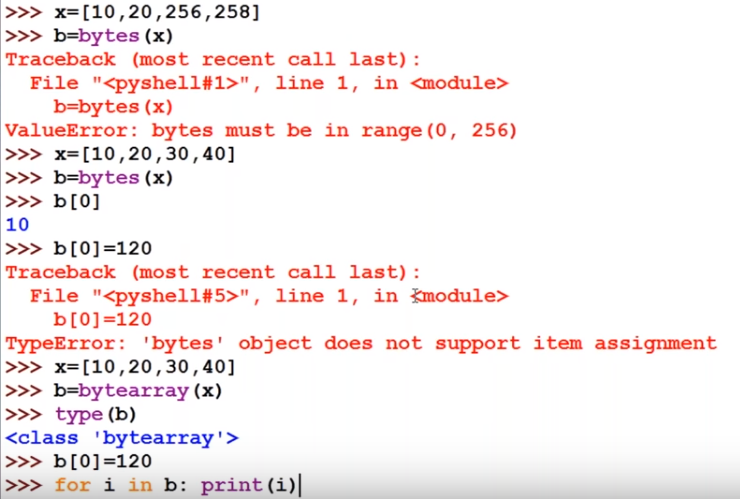 >>> x=[10,20,256,258]
>>> b=bytes(x)
Traceback (most recent call last):
  File "<pyshell#1>", line 1, in <module>
    b=bytes(x)
ValueError: bytes must be in range(0, 256)
>>> x=[10,20,30,40]
>>> b=bytes(x)
>>> b[0]
10
>>> b[0]=120
Traceback (most recent call last):
  File "<pyshell#5>", line 1, in <module>
    b[0]=120
TypeError: 'bytes' object does not support item assignment
>>> x=[10,20,30,40]
>>> b=bytearray(x)
>>> type(b)
<class 'bytearray'>
>>> b[0]=120
>>> for i in b: print(i)